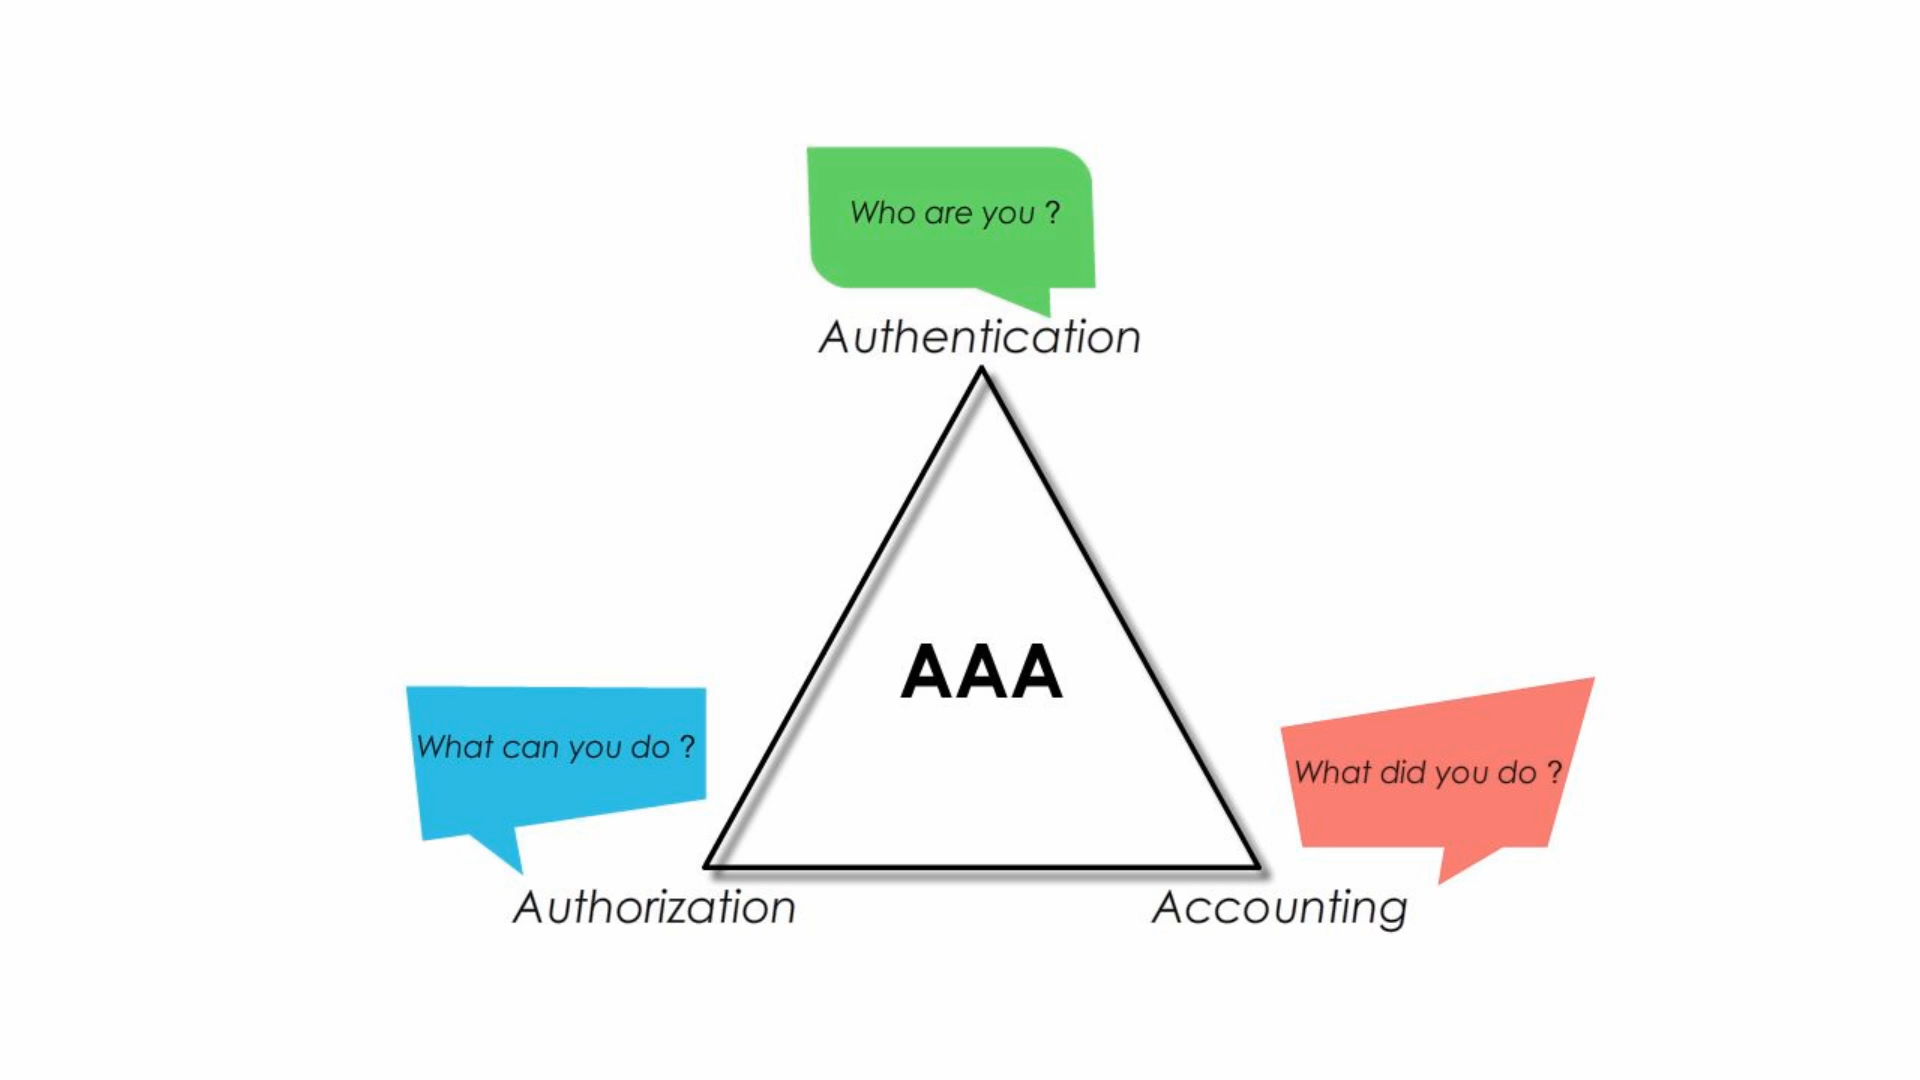 Who are you ?
Authentication
AAA
What can you do ?
What did you do ?
Authorization
Accounting